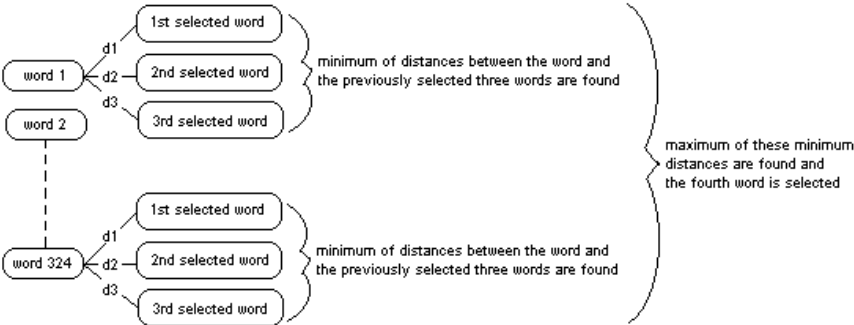 1st selected word
d1
word 1
d2
2nd selected word
d3
3rd selected word
minimum of distances between the word and
the previously selected three words are found
word 2
maximum of these minimum
distances are found and
the fourth word is selected
1st selected word
d1
word 324
d2
2nd selected word
d3
3rd selected word
minimum of distances between the word and
the previously selected three words are found